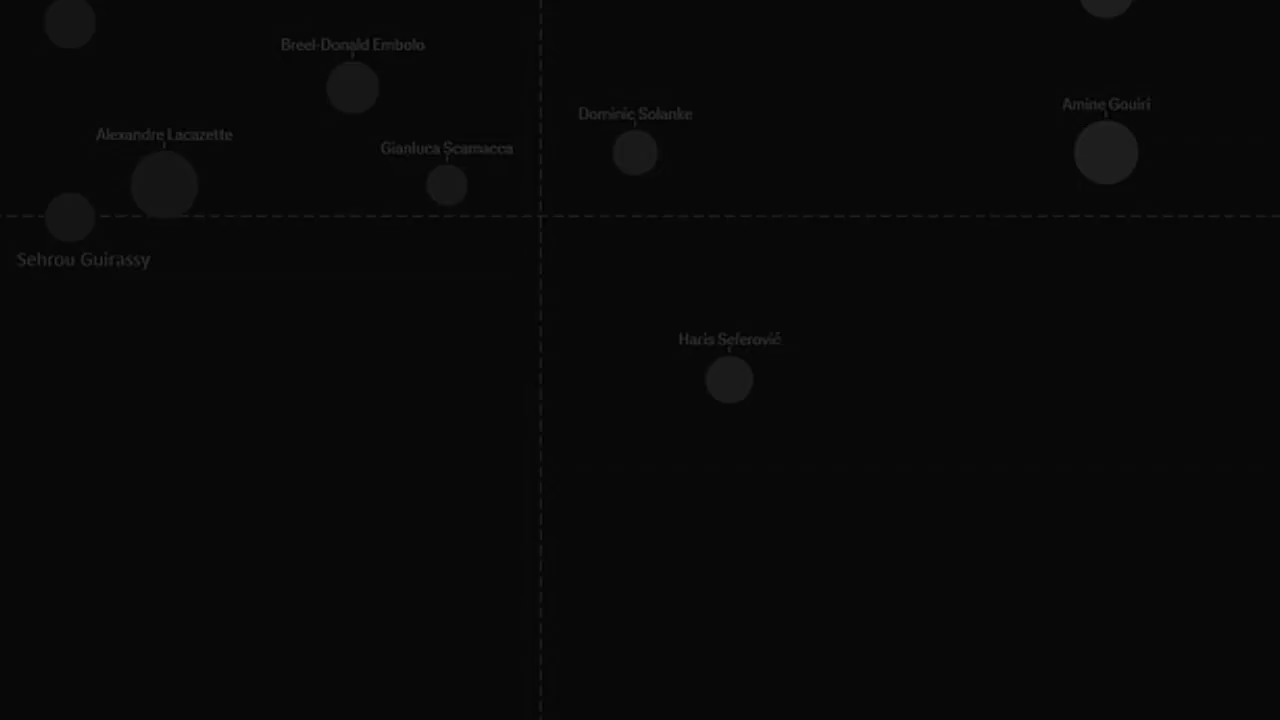 Breel-Donald Embolo
Amine Gouiri
Dominic Solanke
Alexandre Lacazette
Gianluca Scamacca
Sehrou Guirassy
Haris Seferović